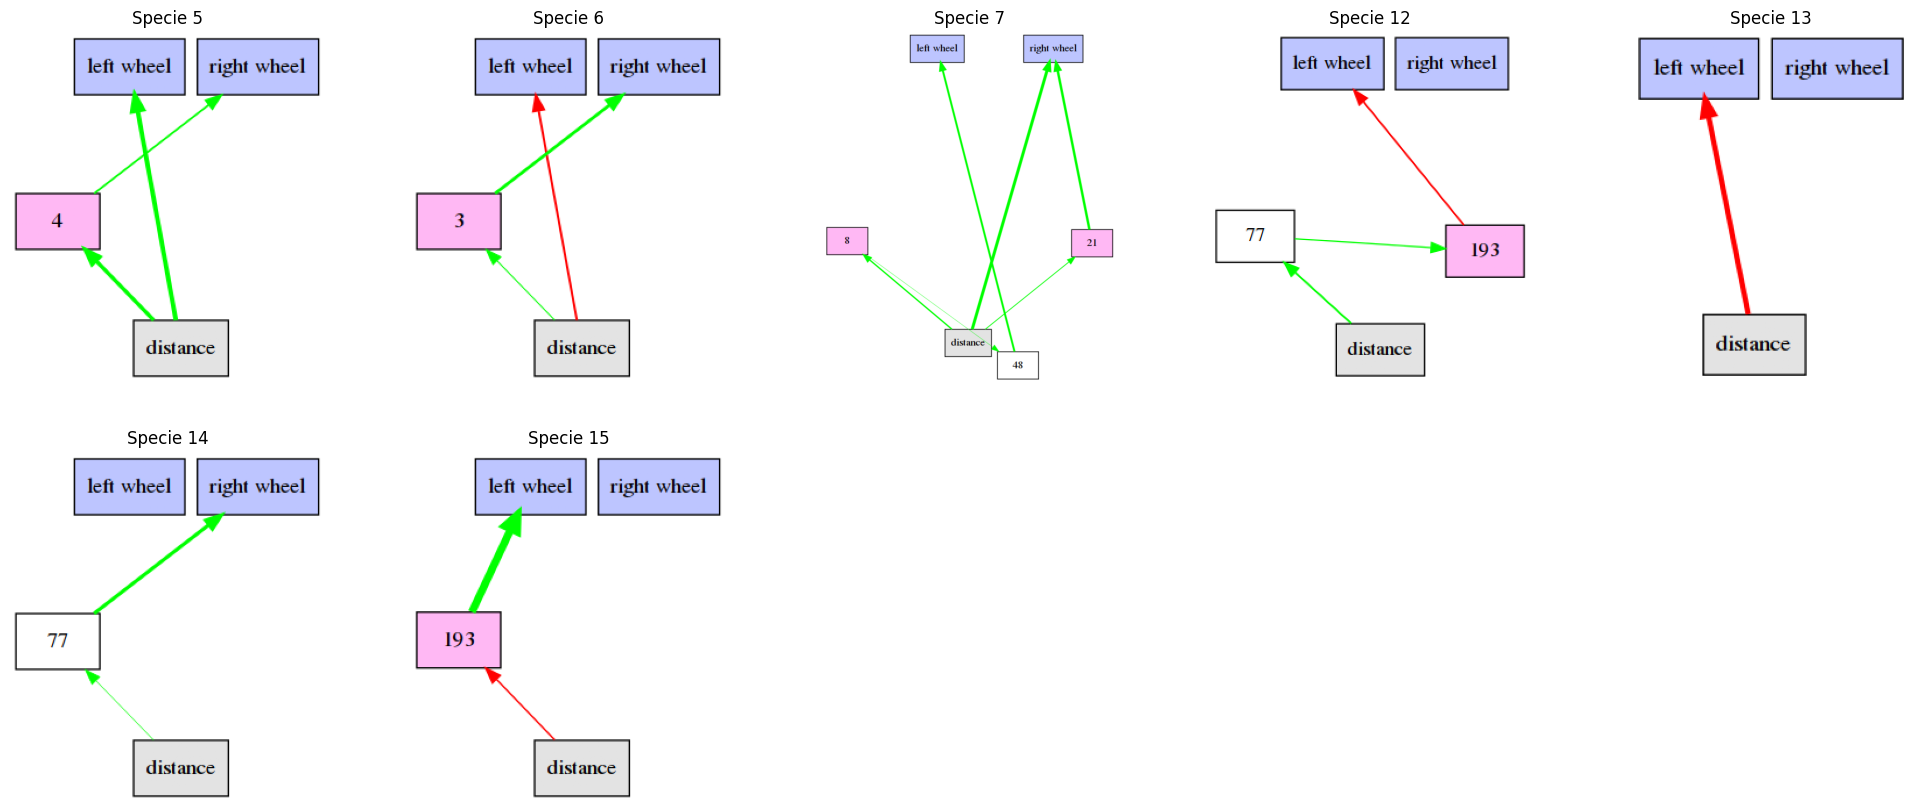 Specie 5
left wheel
right wheel
4
distance
Specie 6
left wheel
right wheel
3
distance
Specie 7
left wheel
right wheel
8
21
distance
48
Specie 12
left wheel
right wheel
77
193
distance
Specie 13
left wheel
right wheel
distance
Specie 14
left wheel
right wheel
77
distance
Specie 15
left wheel
right wheel
193
distance